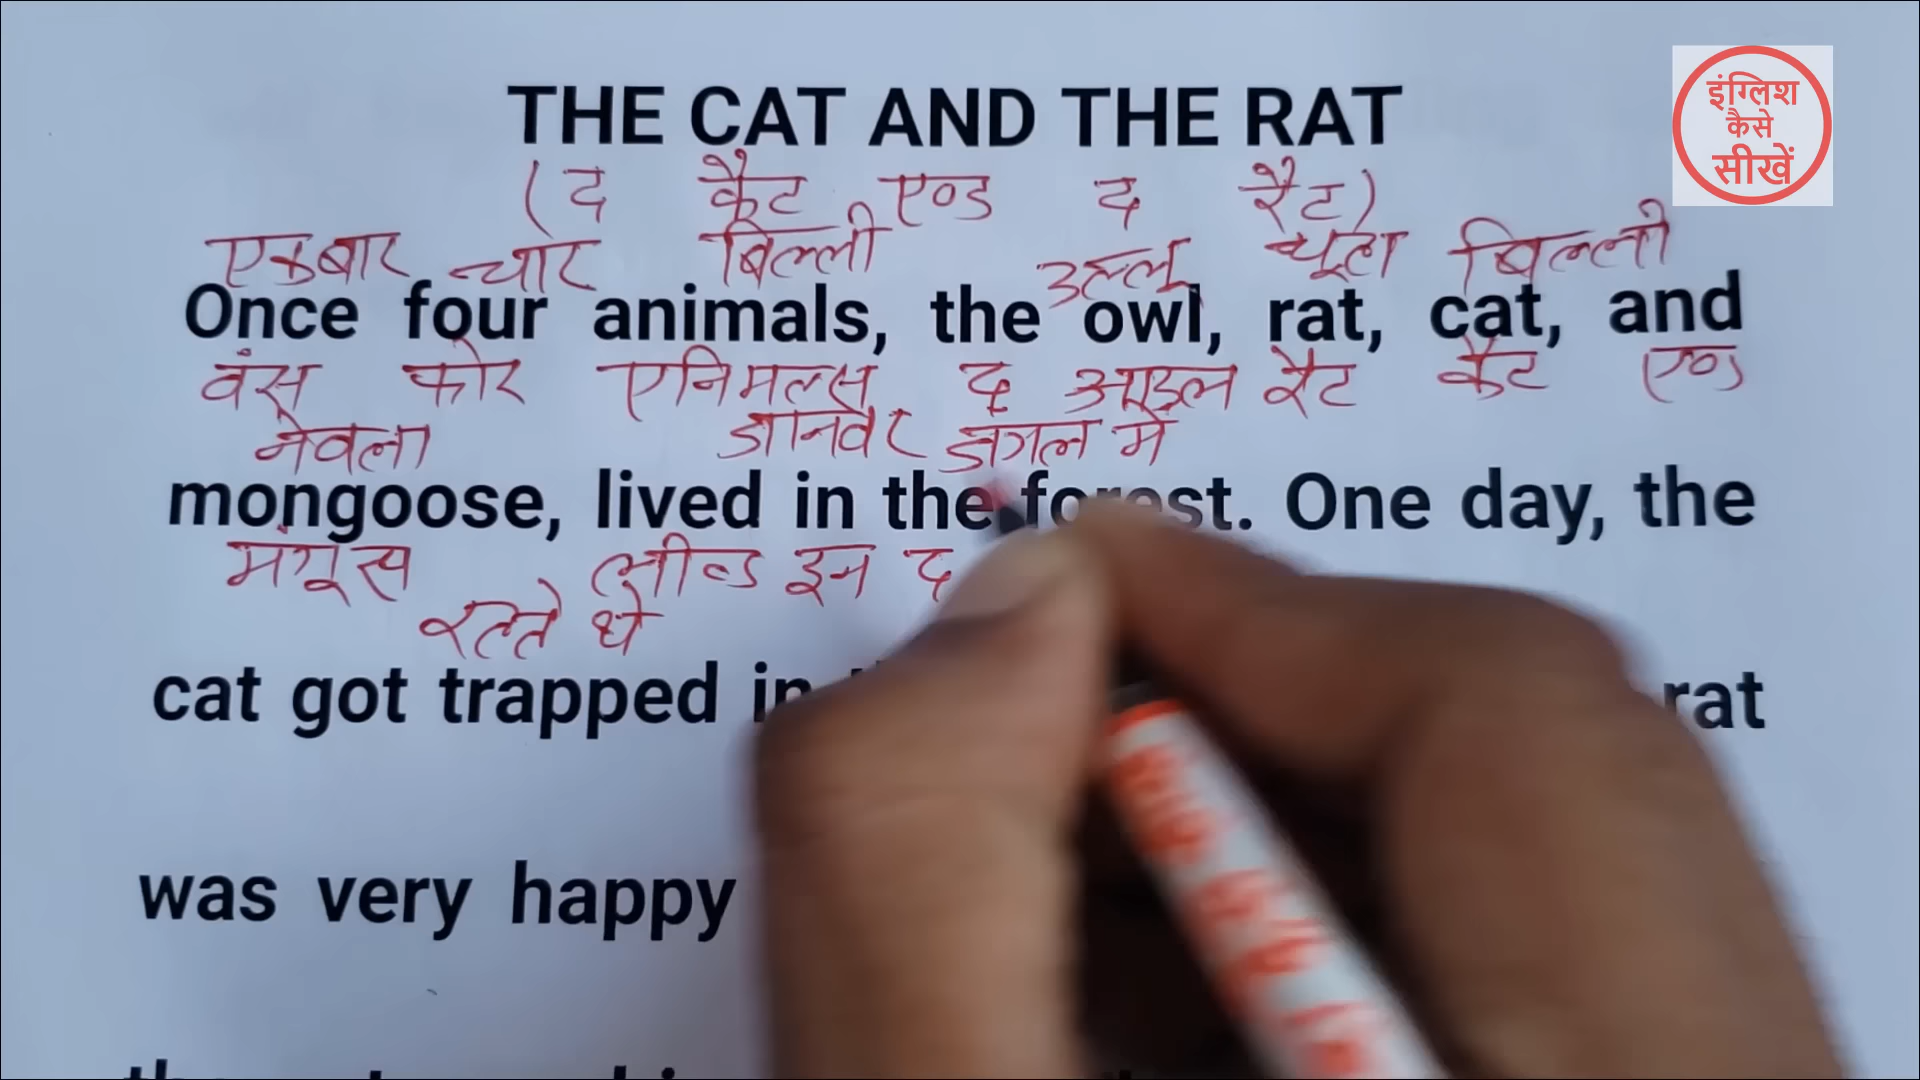 THE CAT AND THE RAT
इंग्लिश
कैसे
सीखें
(द कैट एण्ड द रैट)
एकबार चार बिल्ली उल्लू चूहा बिल्ली
Once four animals, the owl, rat, cat, and
वंस फोर एनिमल्स द आउल रैट कैट एण्ड
नेवला जानवर जंगल में
mongoose, lived in the forest. One day, the
मंगूस लीव्ड इन द
रहते थे
cat got trapped in rat
was very happy